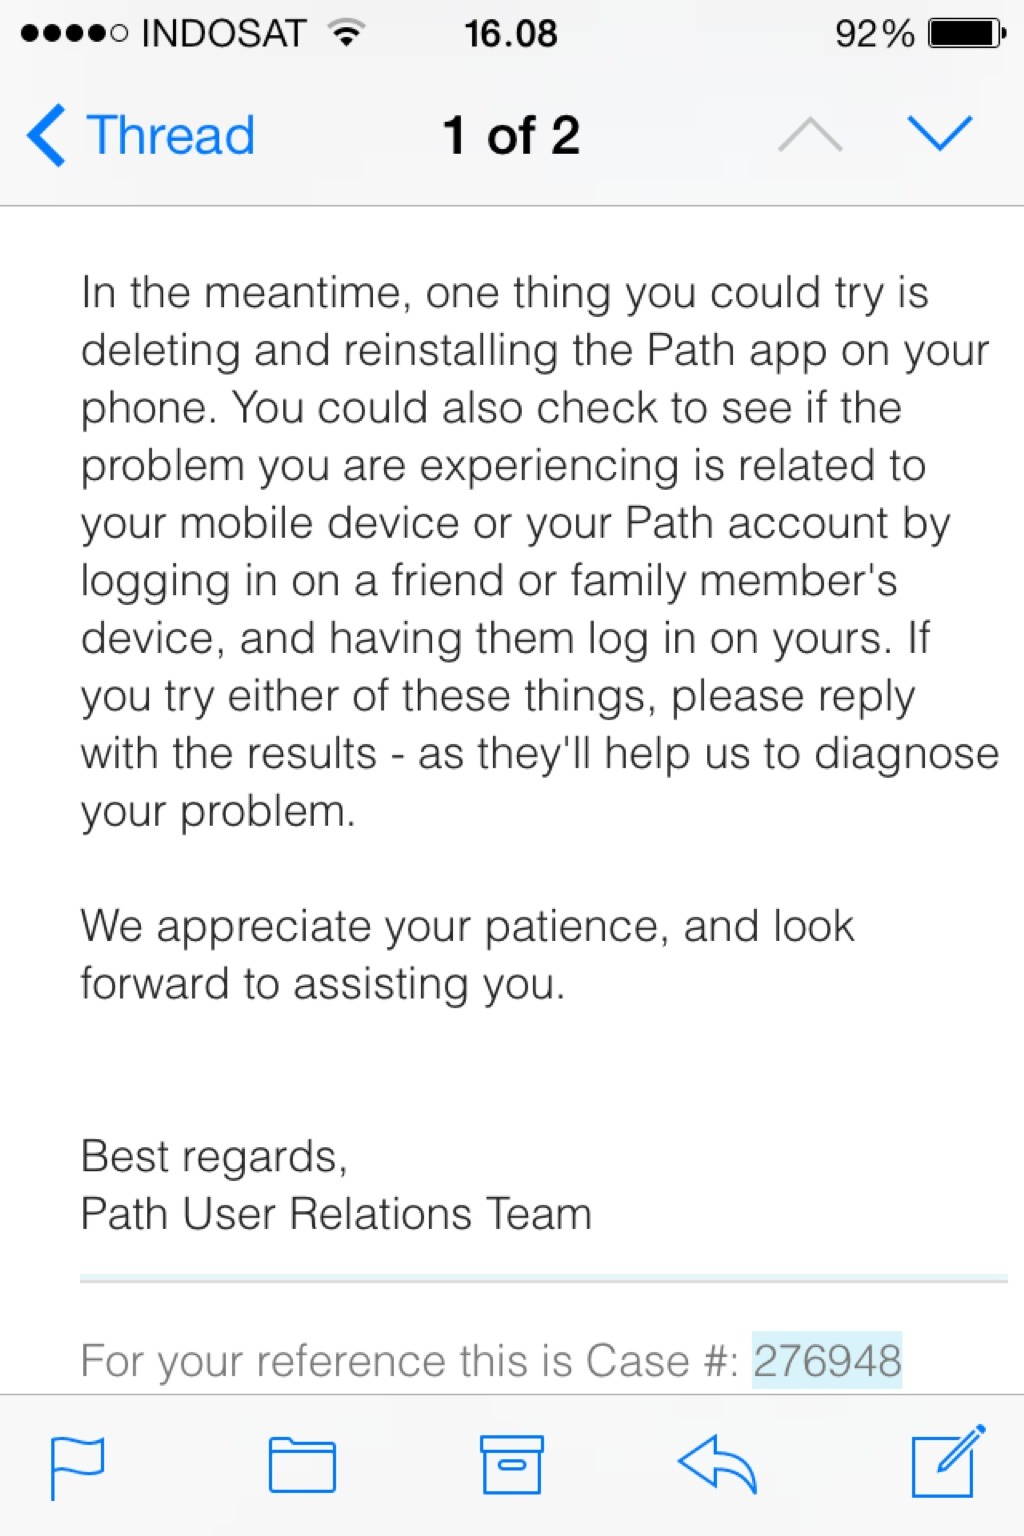 INDOSAT 16.08 92%
Thread 1 of 2
In the meantime, one thing you could try is
deleting and reinstalling the Path app on your
phone. You could also check to see if the
problem you are experiencing is related to
your mobile device or your Path account by
logging in on a friend or family member's
device, and having them log in on yours. If
you try either of these things, please reply
with the results - as they'll help us to diagnose
your problem.
We appreciate your patience, and look
forward to assisting you.
Best regards,
Path User Relations Team
For your reference this is Case #: 276948